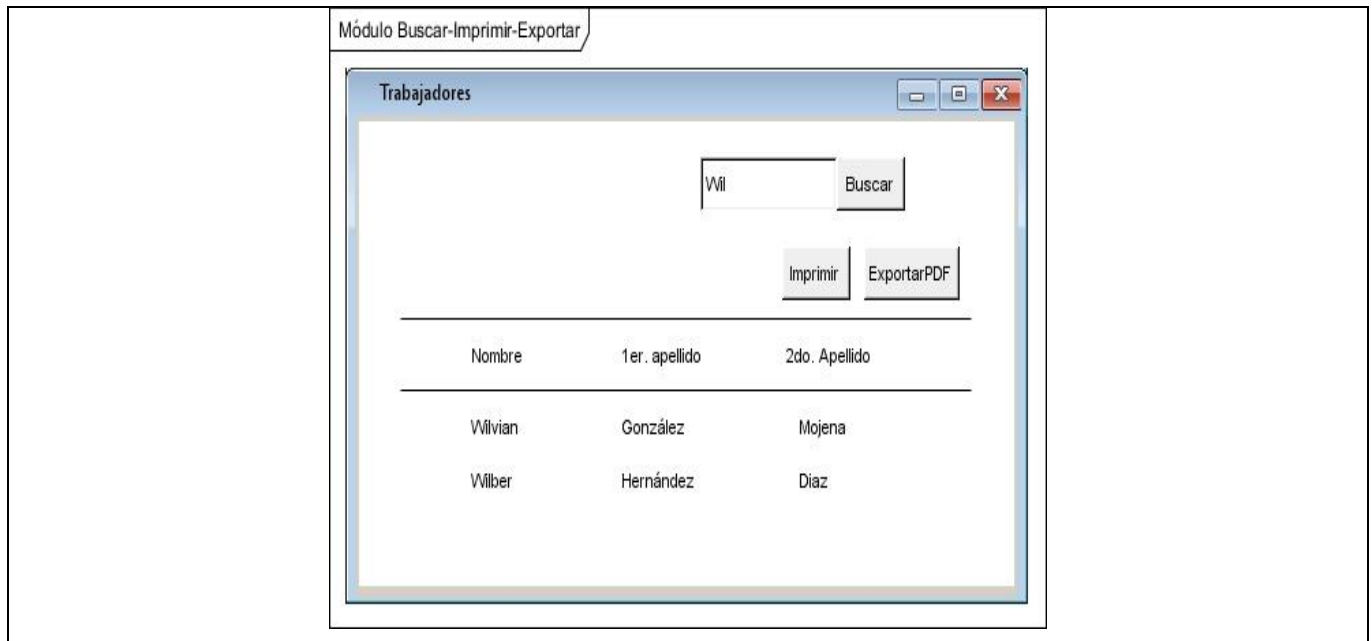 Módulo Buscar-Imprimir-Exportar
Trabajadores
Wil Buscar
Imprimir ExportarPDF
Nombre 1er. apellido 2do. Apellido
Wilvian González Mojena
Wilber Hernández Diaz